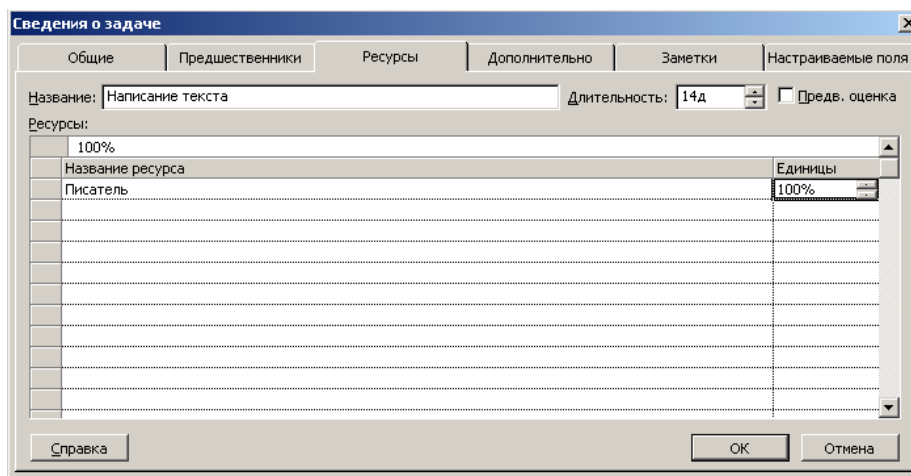 Сведения о задаче
Общие Предшественники Ресурсы Дополнительно Заметки Настраиваемые поля
Название: Написание текста Длительность: 14д Предв. оценка
Ресурсы:
100%
Название ресурса Единицы
Писатель 100%
Справка ОК Отмена